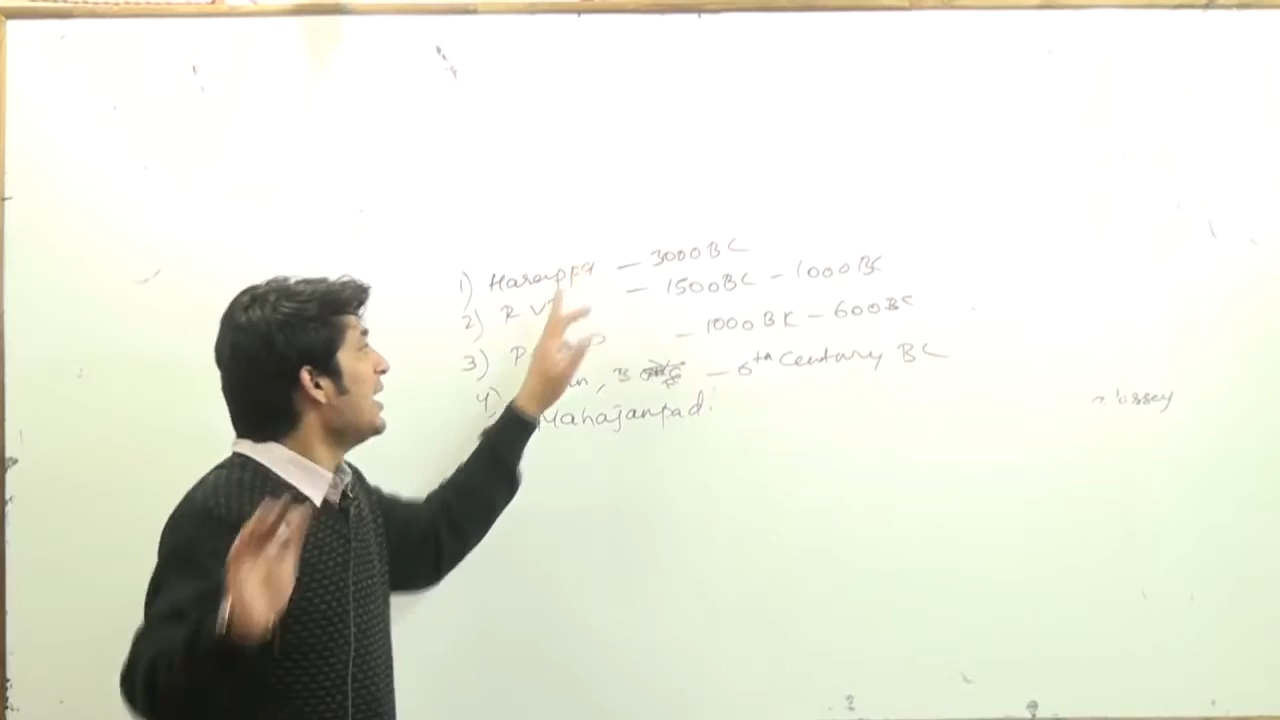 1) Harappa – 3000 BC
2) RV – 1500 BC – 1000 BC
3) P – 1000 BC – 600 BC
4) , B – 6th Century BC
Mahajanpad.